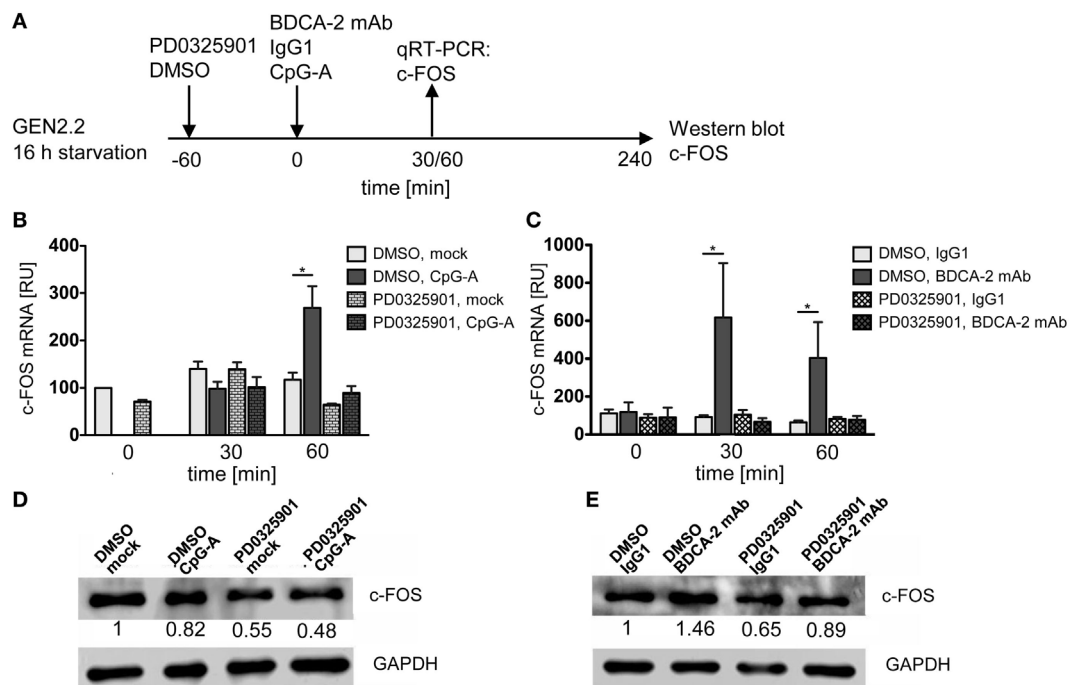 A
PD0325901
DMSO
BDCA-2 mAb
IgG1
CpG-A
qRT-PCR:
c-FOS
GEN2.2
16 h starvation
-60
0
30/60
240
time [min]
Western blot
c-FOS
B
c-FOS mRNA [RU]
400
300
200
100
0
*
0
30
60
time [min]
DMSO, mock
DMSO, CpG-A
PD0325901, mock
PD0325901, CpG-A
C
c-FOS mRNA [RU]
1000
800
600
400
200
0
*
*
0
30
60
time [min]
DMSO, IgG1
DMSO, BDCA-2 mAb
PD0325901, IgG1
PD0325901, BDCA-2 mAb
D
DMSO
mock
DMSO
CpG-A
PD0325901
mock
PD0325901
CpG-A
c-FOS
1 0.82 0.55 0.48
GAPDH
E
DMSO
IgG1
DMSO
BDCA-2 mAb
PD0325901
IgG1
PD0325901
BDCA-2 mAb
c-FOS
1 1.46 0.65 0.89
GAPDH